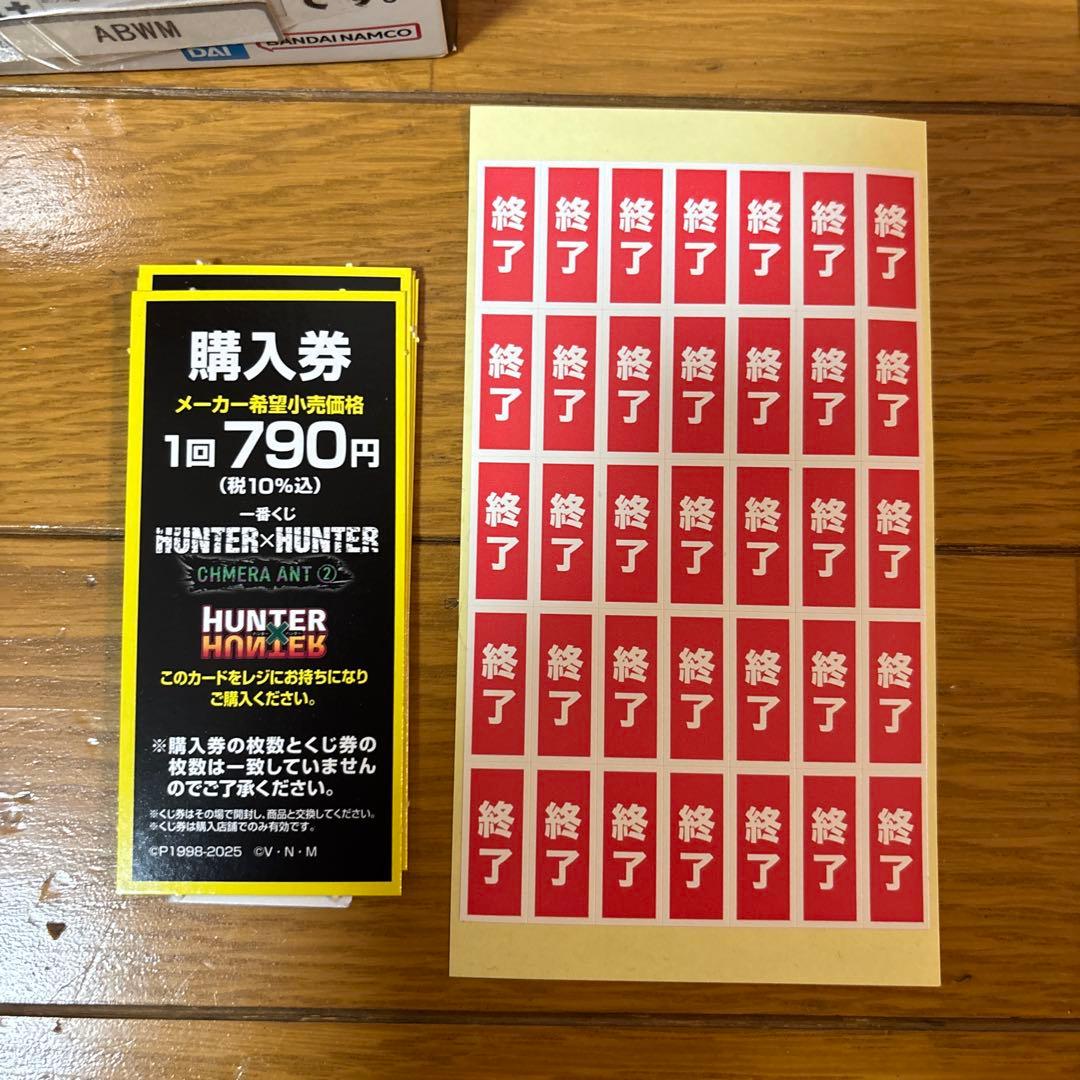 ABWM
です。
DAI
BANDAI NAMCO
購入券
メーカー希望小売価格
1回790円
(税10%込)
一番くじ
HUNTER×HUNTER
CHMERA ANT ②
HUNTER
×
HUNTER
このカードをレジにお持ちになり
ご購入ください。
※購入券の枚数とくじ券の
枚数は一致していません
のでご了承ください。
※くじ券はその場で開封し、商品と交換してください。
※くじ券は購入店舗でのみ有効です。
©P1998-2025 ©V・N・M
終了 終了 終了 終了 終了 終了 終了
終了 終了 終了 終了 終了 終了 終了
終了 終了 終了 終了 終了 終了 終了
終了 終了 終了 終了 終了 終了 終了
終了 終了 終了 終了 終了 終了 終了